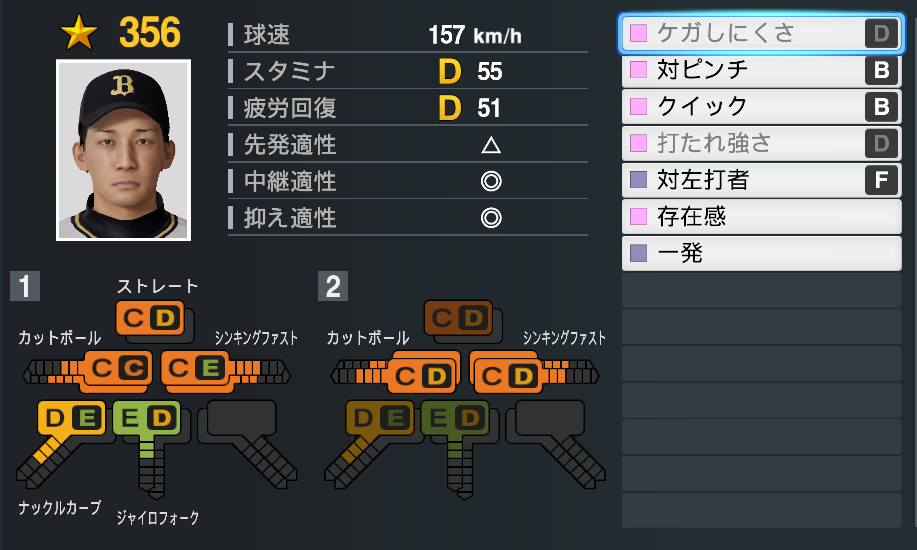 356
B
球速 157 km/h
スタミナ D 55
疲労回復 D 51
先発適性 △
中継適性 ◎
抑え適性 ◎
ケガしにくさ D
対ピンチ B
クイック B
打たれ強さ D
対左打者 F
存在感
一発
1
ストレート
C D
カットボール
シンキングファスト
C C
C E
D E
E D
ナックルカーブ
ジャイロフォーク
2
C D
カットボール
シンキングファスト
C D
C D
D E
E D